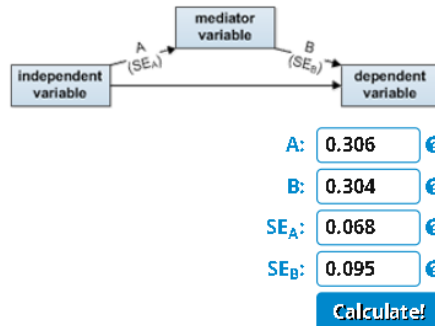 mediator
variable
A
(SEA)
B
(SEB)
independent
variable
dependent
variable
A: 0.306
B: 0.304
SEA: 0.068
SEB: 0.095
Calculate!